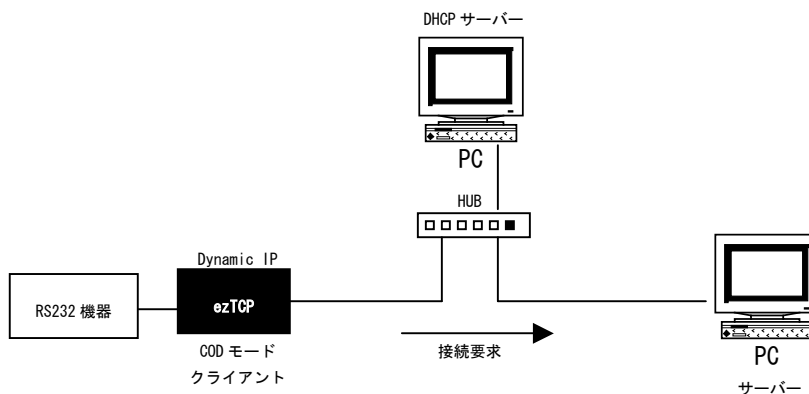 DHCP サーバー
PC
HUB
Dynamic IP
RS232 機器
ezTCP
COD モード
クライアント
接続要求
PC
サーバー